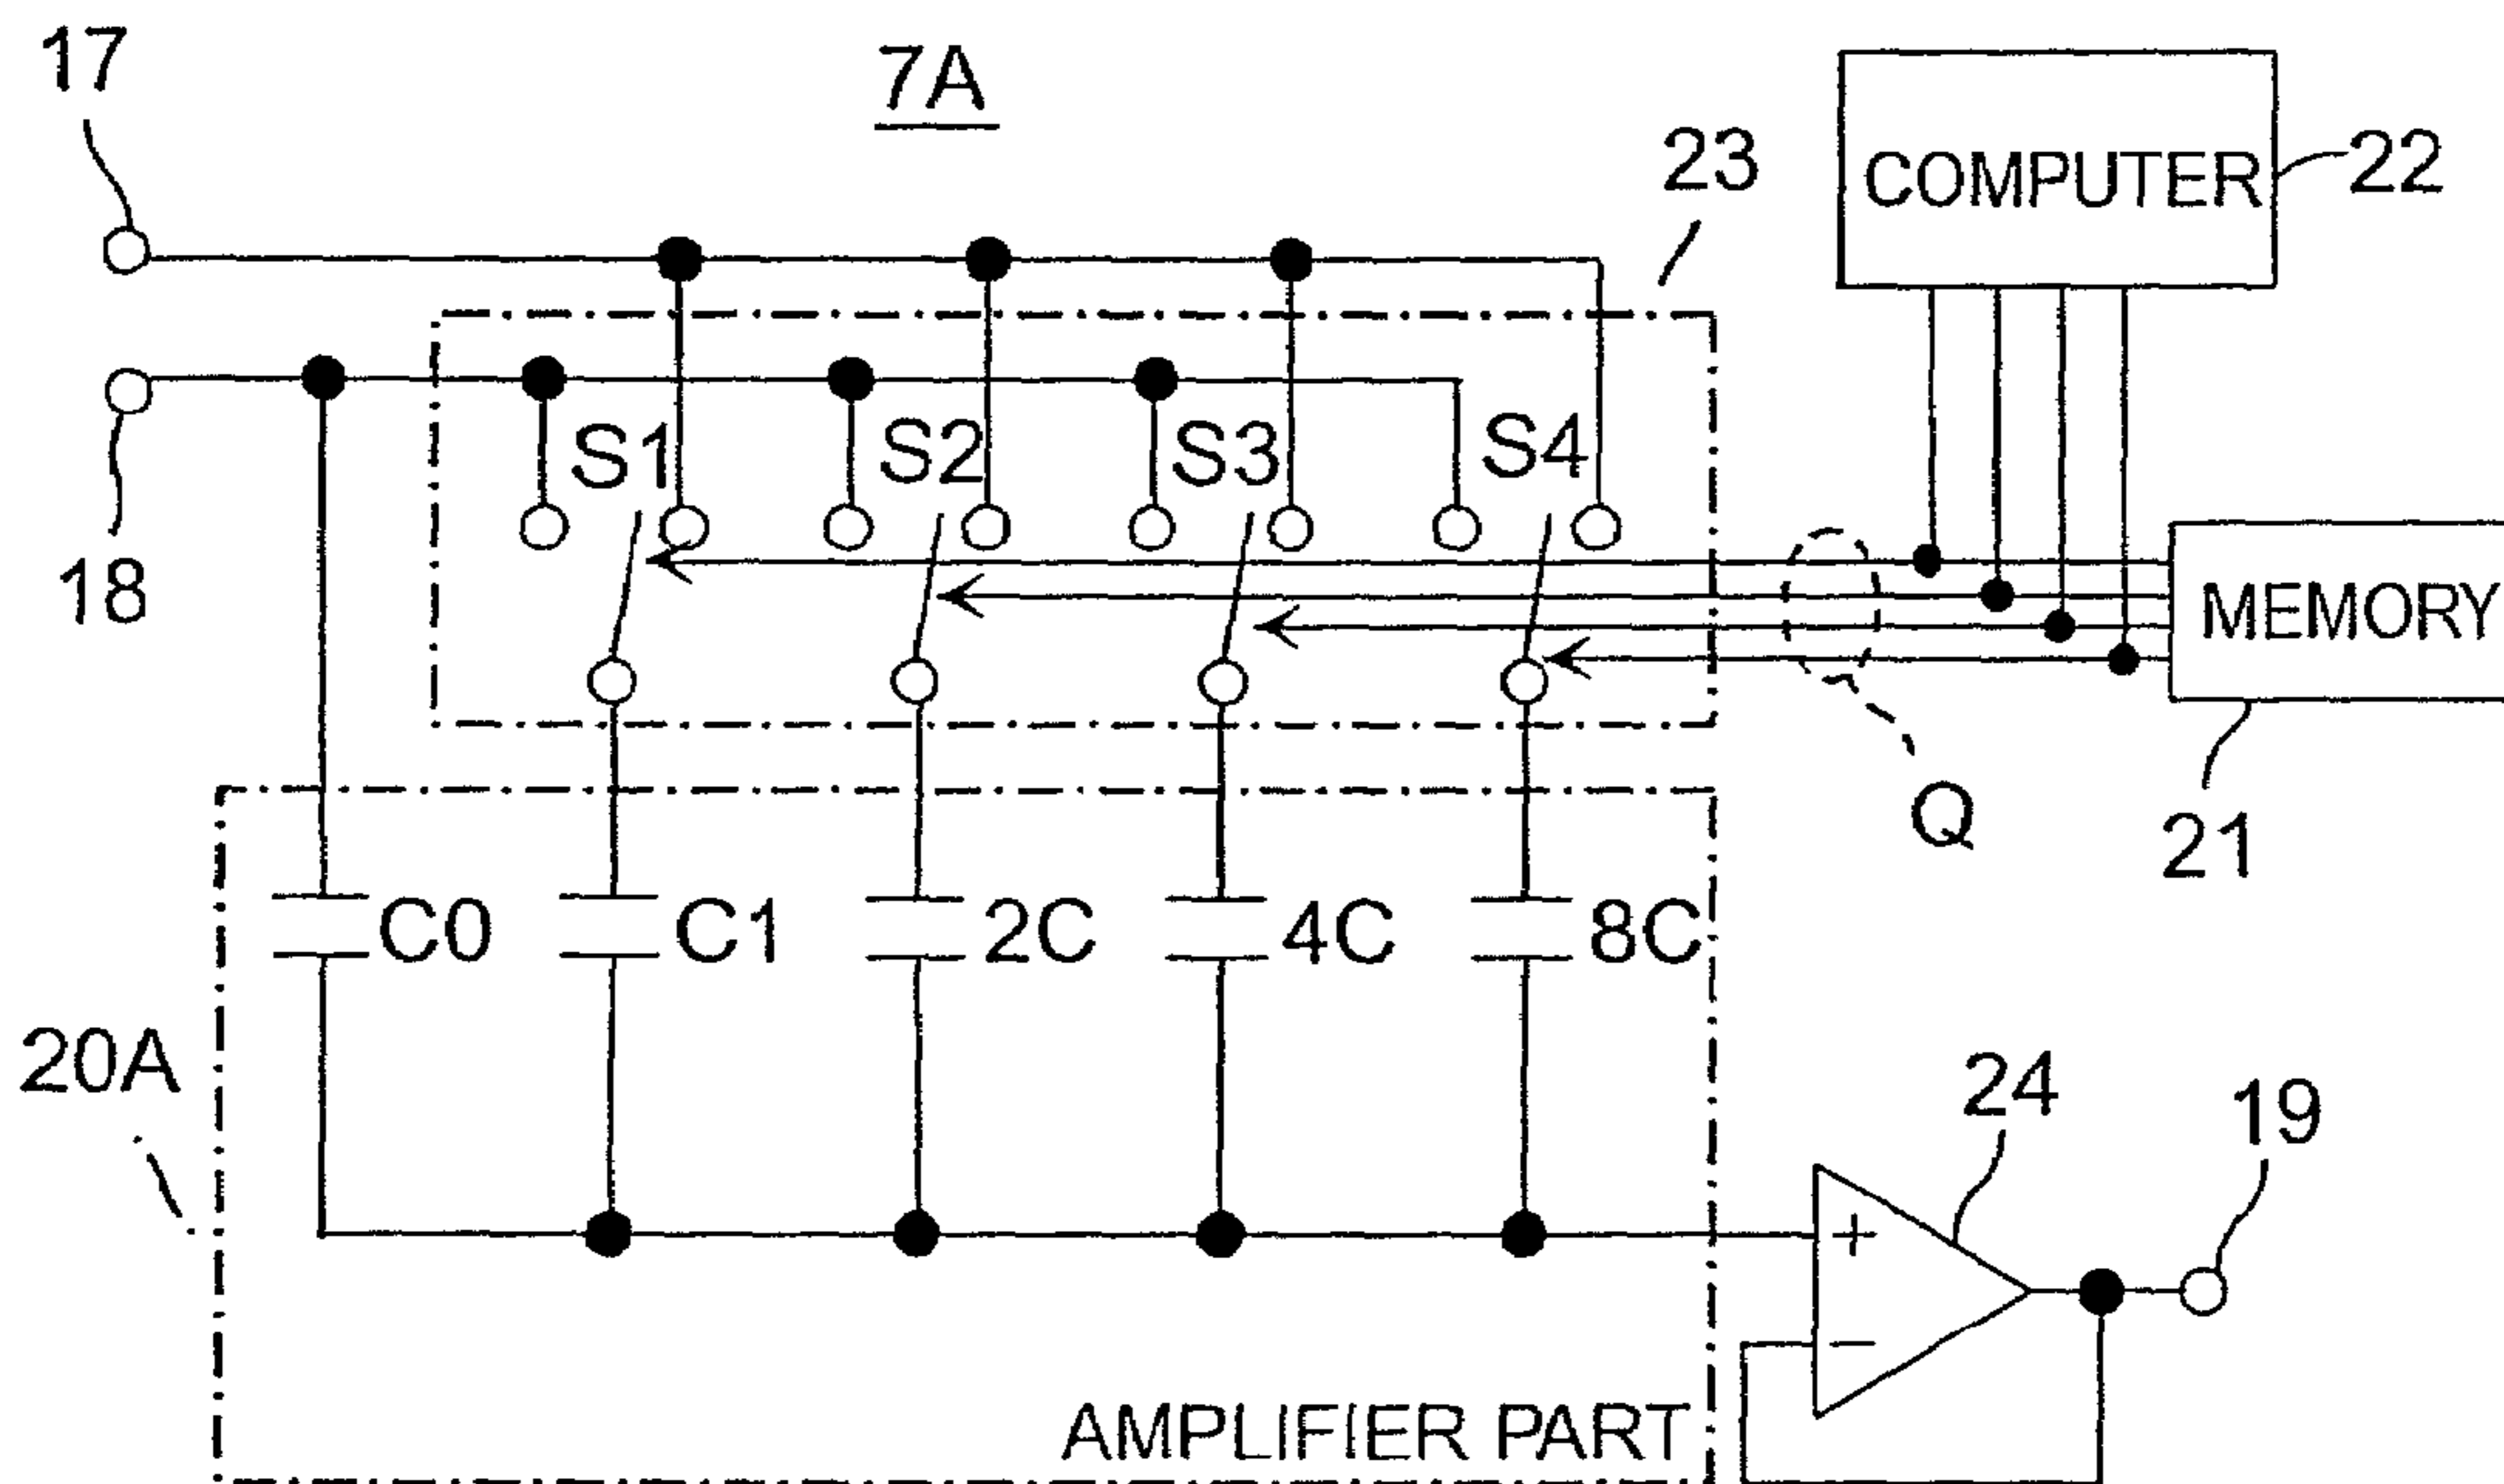 17
7A
COMPUTER
22
23
S1
S2
S3
S4
18
MEMORY
Q
21
C0
C1
2C
4C
8C
20A
24
19
+
−
AMPLIFIER PART